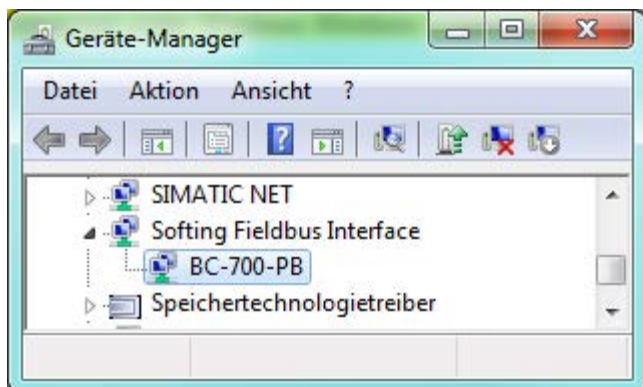 Geräte-Manager
Datei Aktion Ansicht ?
SIMATIC NET
Softing Fieldbus Interface
BC-700-PB
Speichertechnologietreiber